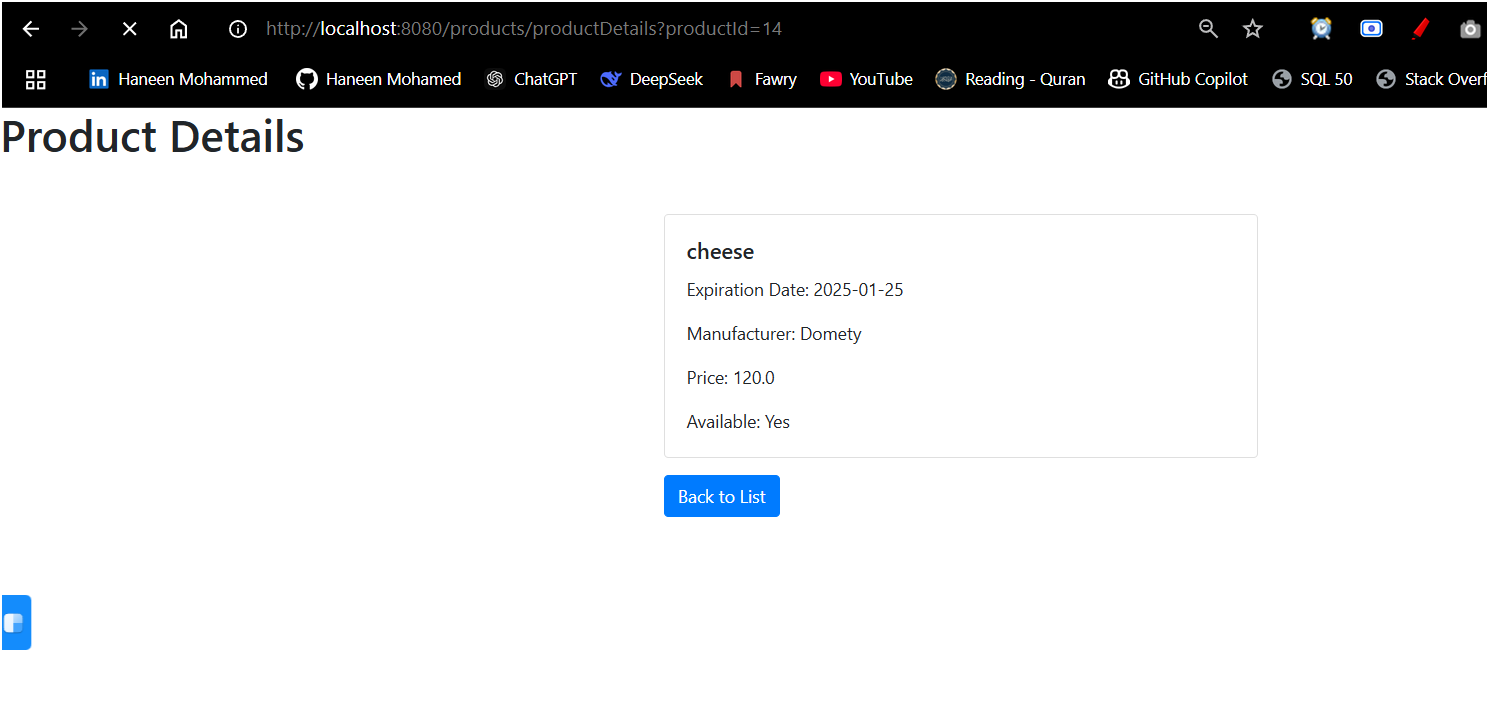 http://localhost:8080/products/productDetails?productId=14
Haneen Mohammed Haneen Mohamed ChatGPT DeepSeek Fawry YouTube Reading - Quran GitHub Copilot SQL 50 Stack Overf
Product Details
cheese
Expiration Date: 2025-01-25
Manufacturer: Domety
Price: 120.0
Available: Yes
Back to List